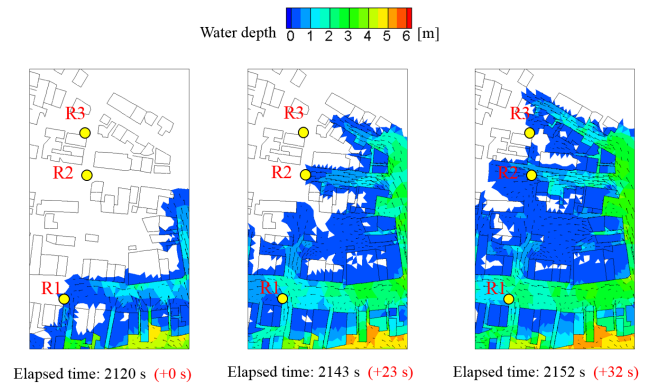 Water depth 0 1 2 3 4 5 6 [m]
R3 R3 R3
R2 R2 R2
R1 R1 R1
Elapsed time: 2120 s (+0 s) Elapsed time: 2143 s (+23 s) Elapsed time: 2152 s (+32 s)